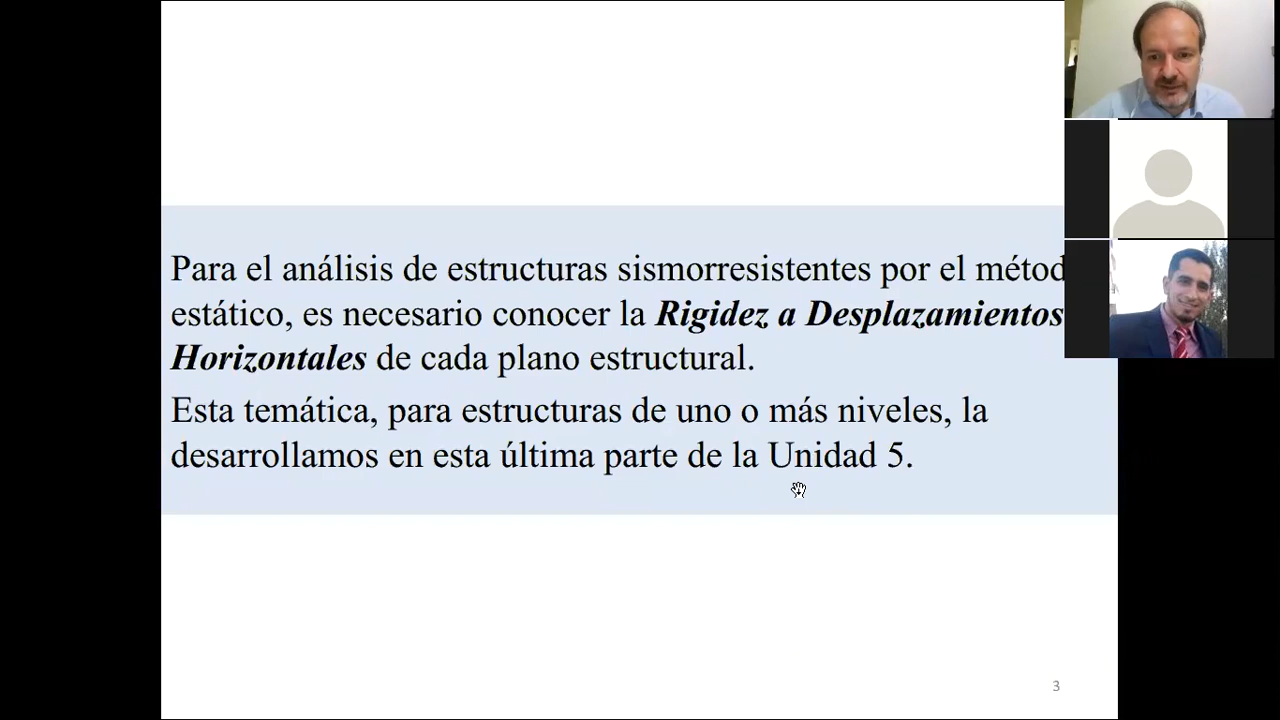 Para el análisis de estructuras sismorresistentes por el métod
estático, es necesario conocer la Rigidez a Desplazamientos
Horizontales de cada plano estructural.
Esta temática, para estructuras de uno o más niveles, la
desarrollamos en esta última parte de la Unidad 5.
3